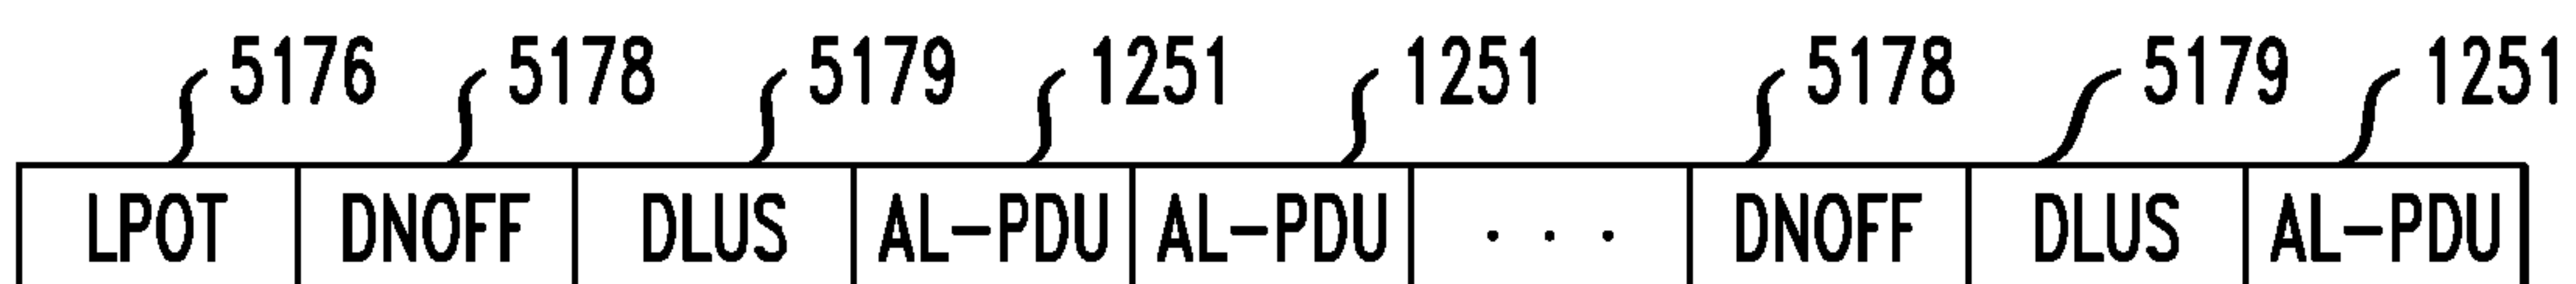 5176 5178 5179 1251 1251 5178 5179 1251
LPOT DNOFF DLUS AL-PDU AL-PDU . . . DNOFF DLUS AL-PDU